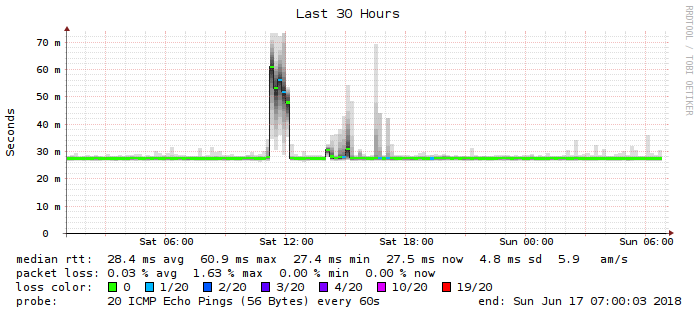 Last 30 Hours
RRDTOOL / TOBI OETIKER
Seconds
70 m
60 m
50 m
40 m
30 m
20 m
10 m
0
Sat 06:00 Sat 12:00 Sat 18:00 Sun 00:00 Sun 06:00
median rtt: 28.4 ms avg 60.9 ms max 27.4 ms min 27.5 ms now 4.8 ms sd 5.9 am/s
packet loss: 0.03 % avg 1.63 % max 0.00 % min 0.00 % now
loss color: 0 1/20 2/20 3/20 4/20 10/20 19/20
probe: 20 ICMP Echo Pings (56 Bytes) every 60s end: Sun Jun 17 07:00:03 2018